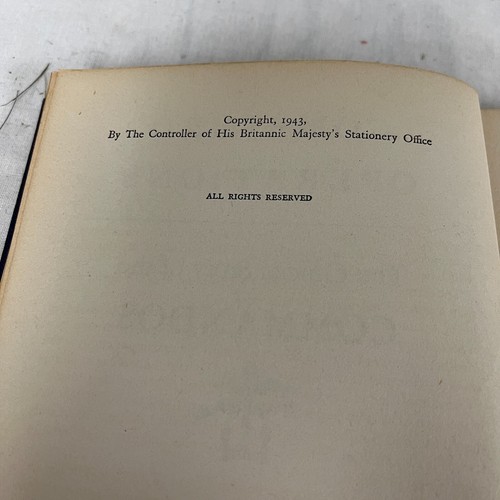 Copyright, 1943,
By The Controller of His Britannic Majesty's Stationery Office
ALL RIGHTS RESERVED